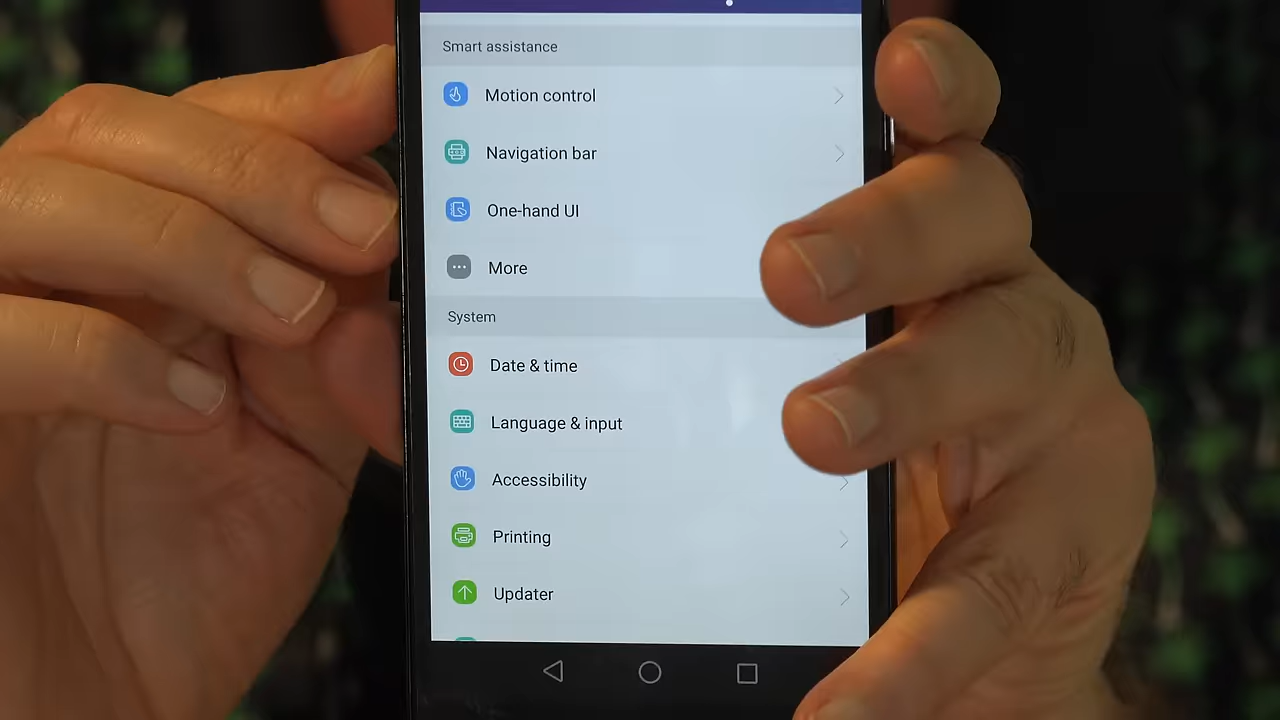 Smart assistance
Motion control
Navigation bar
One-hand UI
More
System
Date & time
Language & input
Accessibility
Printing
Updater